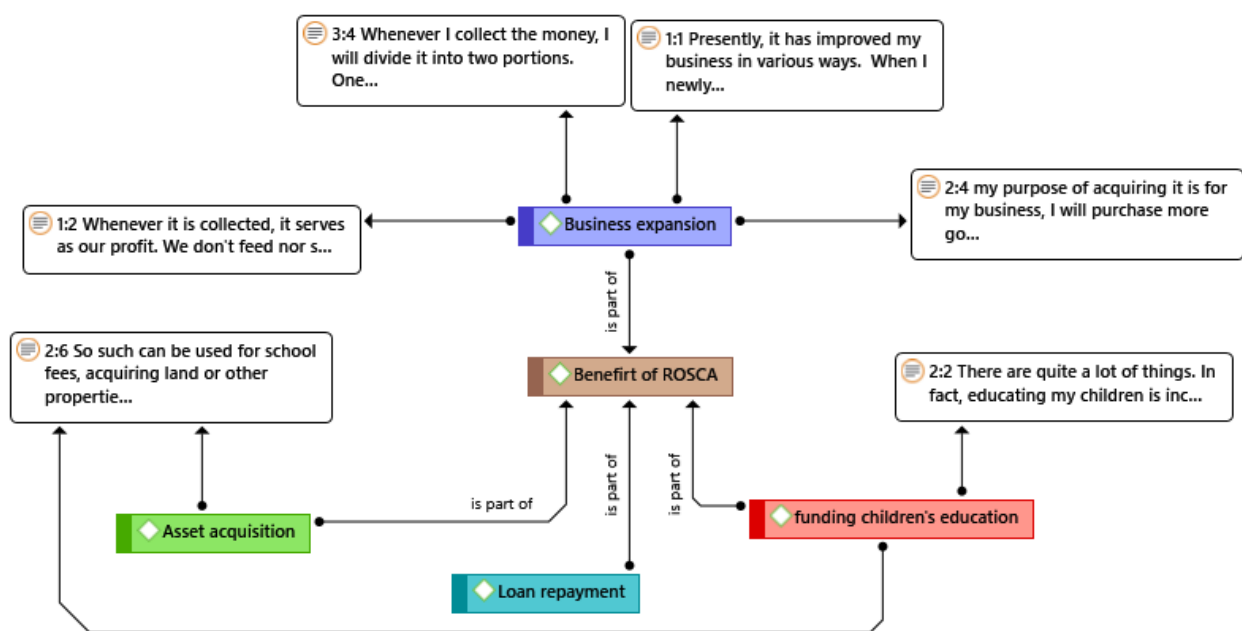 3:4 Whenever I collect the money, I
will divide it into two portions.
One...
1:1 Presently, it has improved my
business in various ways. When I
newly...
1:2 Whenever it is collected, it serves
as our profit. We don't feed nor s...
Business expansion
2:4 my purpose of acquiring it is for
my business, I will purchase more
go...
is part of
2:6 So such can be used for school
fees, acquiring land or other
propertie...
Benefirt of ROSCA
2:2 There are quite a lot of things. In
fact, educating my children is inc...
is part of
is part of
is part of
Asset acquisition
funding children's education
Loan repayment